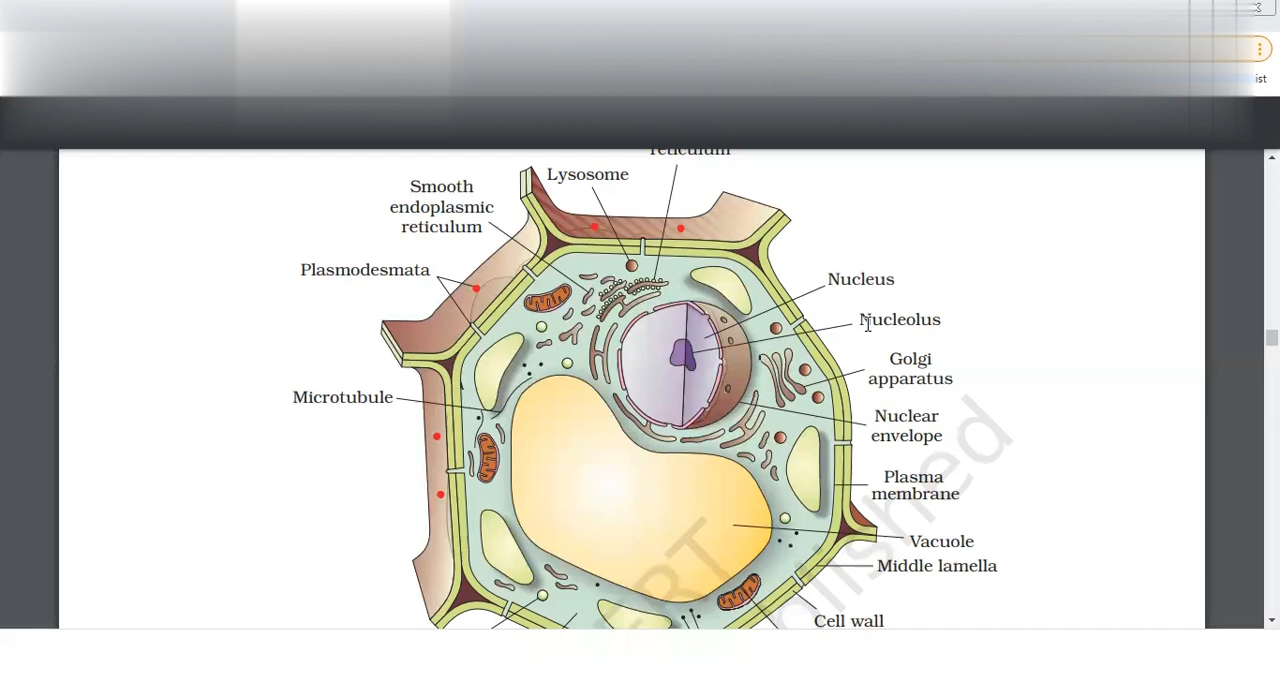 ist
reticulum
Lysosome
Smooth
endoplasmic
reticulum
Plasmodesmata
Nucleus
Nucleolus
Golgi
apparatus
Microtubule
Nuclear
envelope
Plasma
membrane
Vacuole
Middle lamella
Cell wall